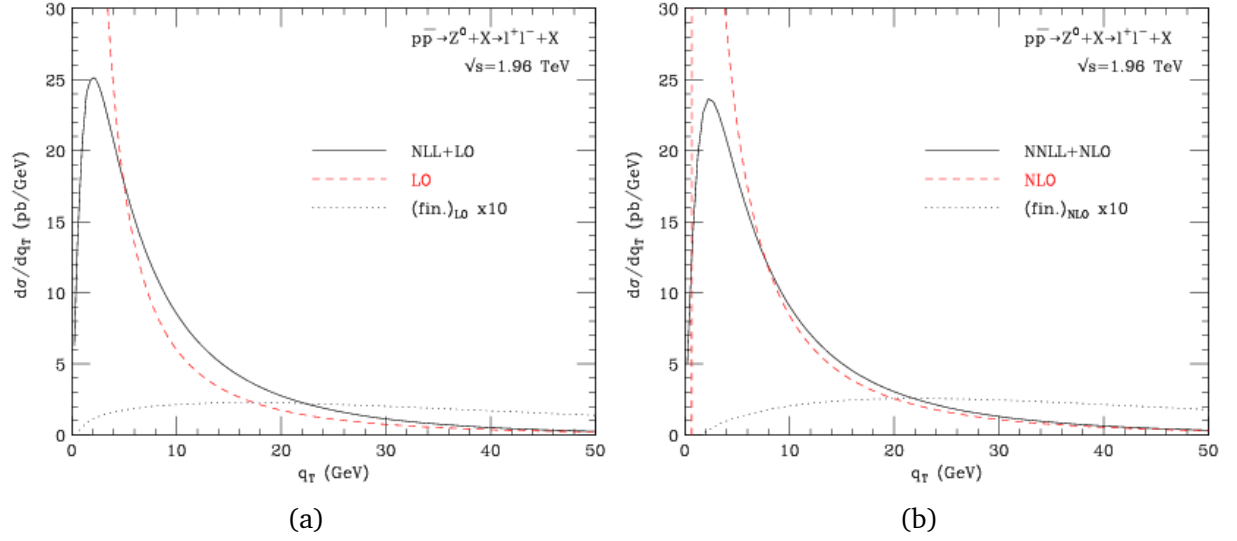 30
25
20
15
10
5
0
dσ/dq_T (pb/GeV)
pp̅→Z⁰+X→l⁺l⁻+X
√s=1.96 TeV
NLL+LO
LO
(fin.)_LO x10
0 10 20 30 40 50
q_T (GeV)
(a)
30
25
20
15
10
5
0
dσ/dq_T (pb/GeV)
pp̅→Z⁰+X→l⁺l⁻+X
√s=1.96 TeV
NNLL+NLO
NLO
(fin.)_NLO x10
0 10 20 30 40 50
q_T (GeV)
(b)